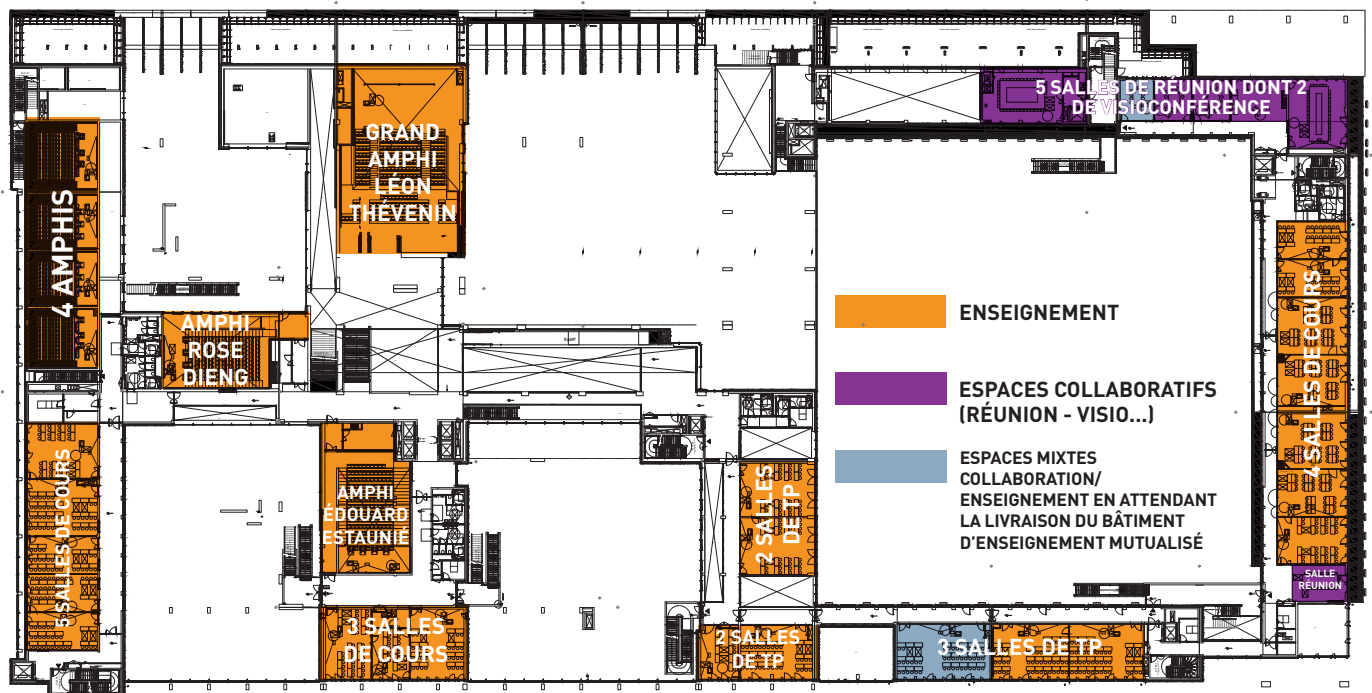 5 SALLES DE RÉUNION DONT 2
DE VISIOCONFÉRENCE
GRAND
AMPHI
LÉON
THÉVENIN
4 AMPHIS
AMPHI
ROSE
DIENG
ENSEIGNEMENT
ESPACES COLLABORATIFS
(RÉUNION - VISIO...)
ESPACES MIXTES
COLLABORATION/
ENSEIGNEMENT EN ATTENDANT
LA LIVRAISON DU BÂTIMENT
D'ENSEIGNEMENT MUTUALISÉ
4 SALLES DE COURS
5 SALLES DE COURS
AMPHI
ÉDOUARD
ESTAUNIÉ
2 SALLES
DE TP
SALLE
RÉUNION
3 SALLES
DE COURS
2 SALLES
DE TP
3 SALLES DE TP